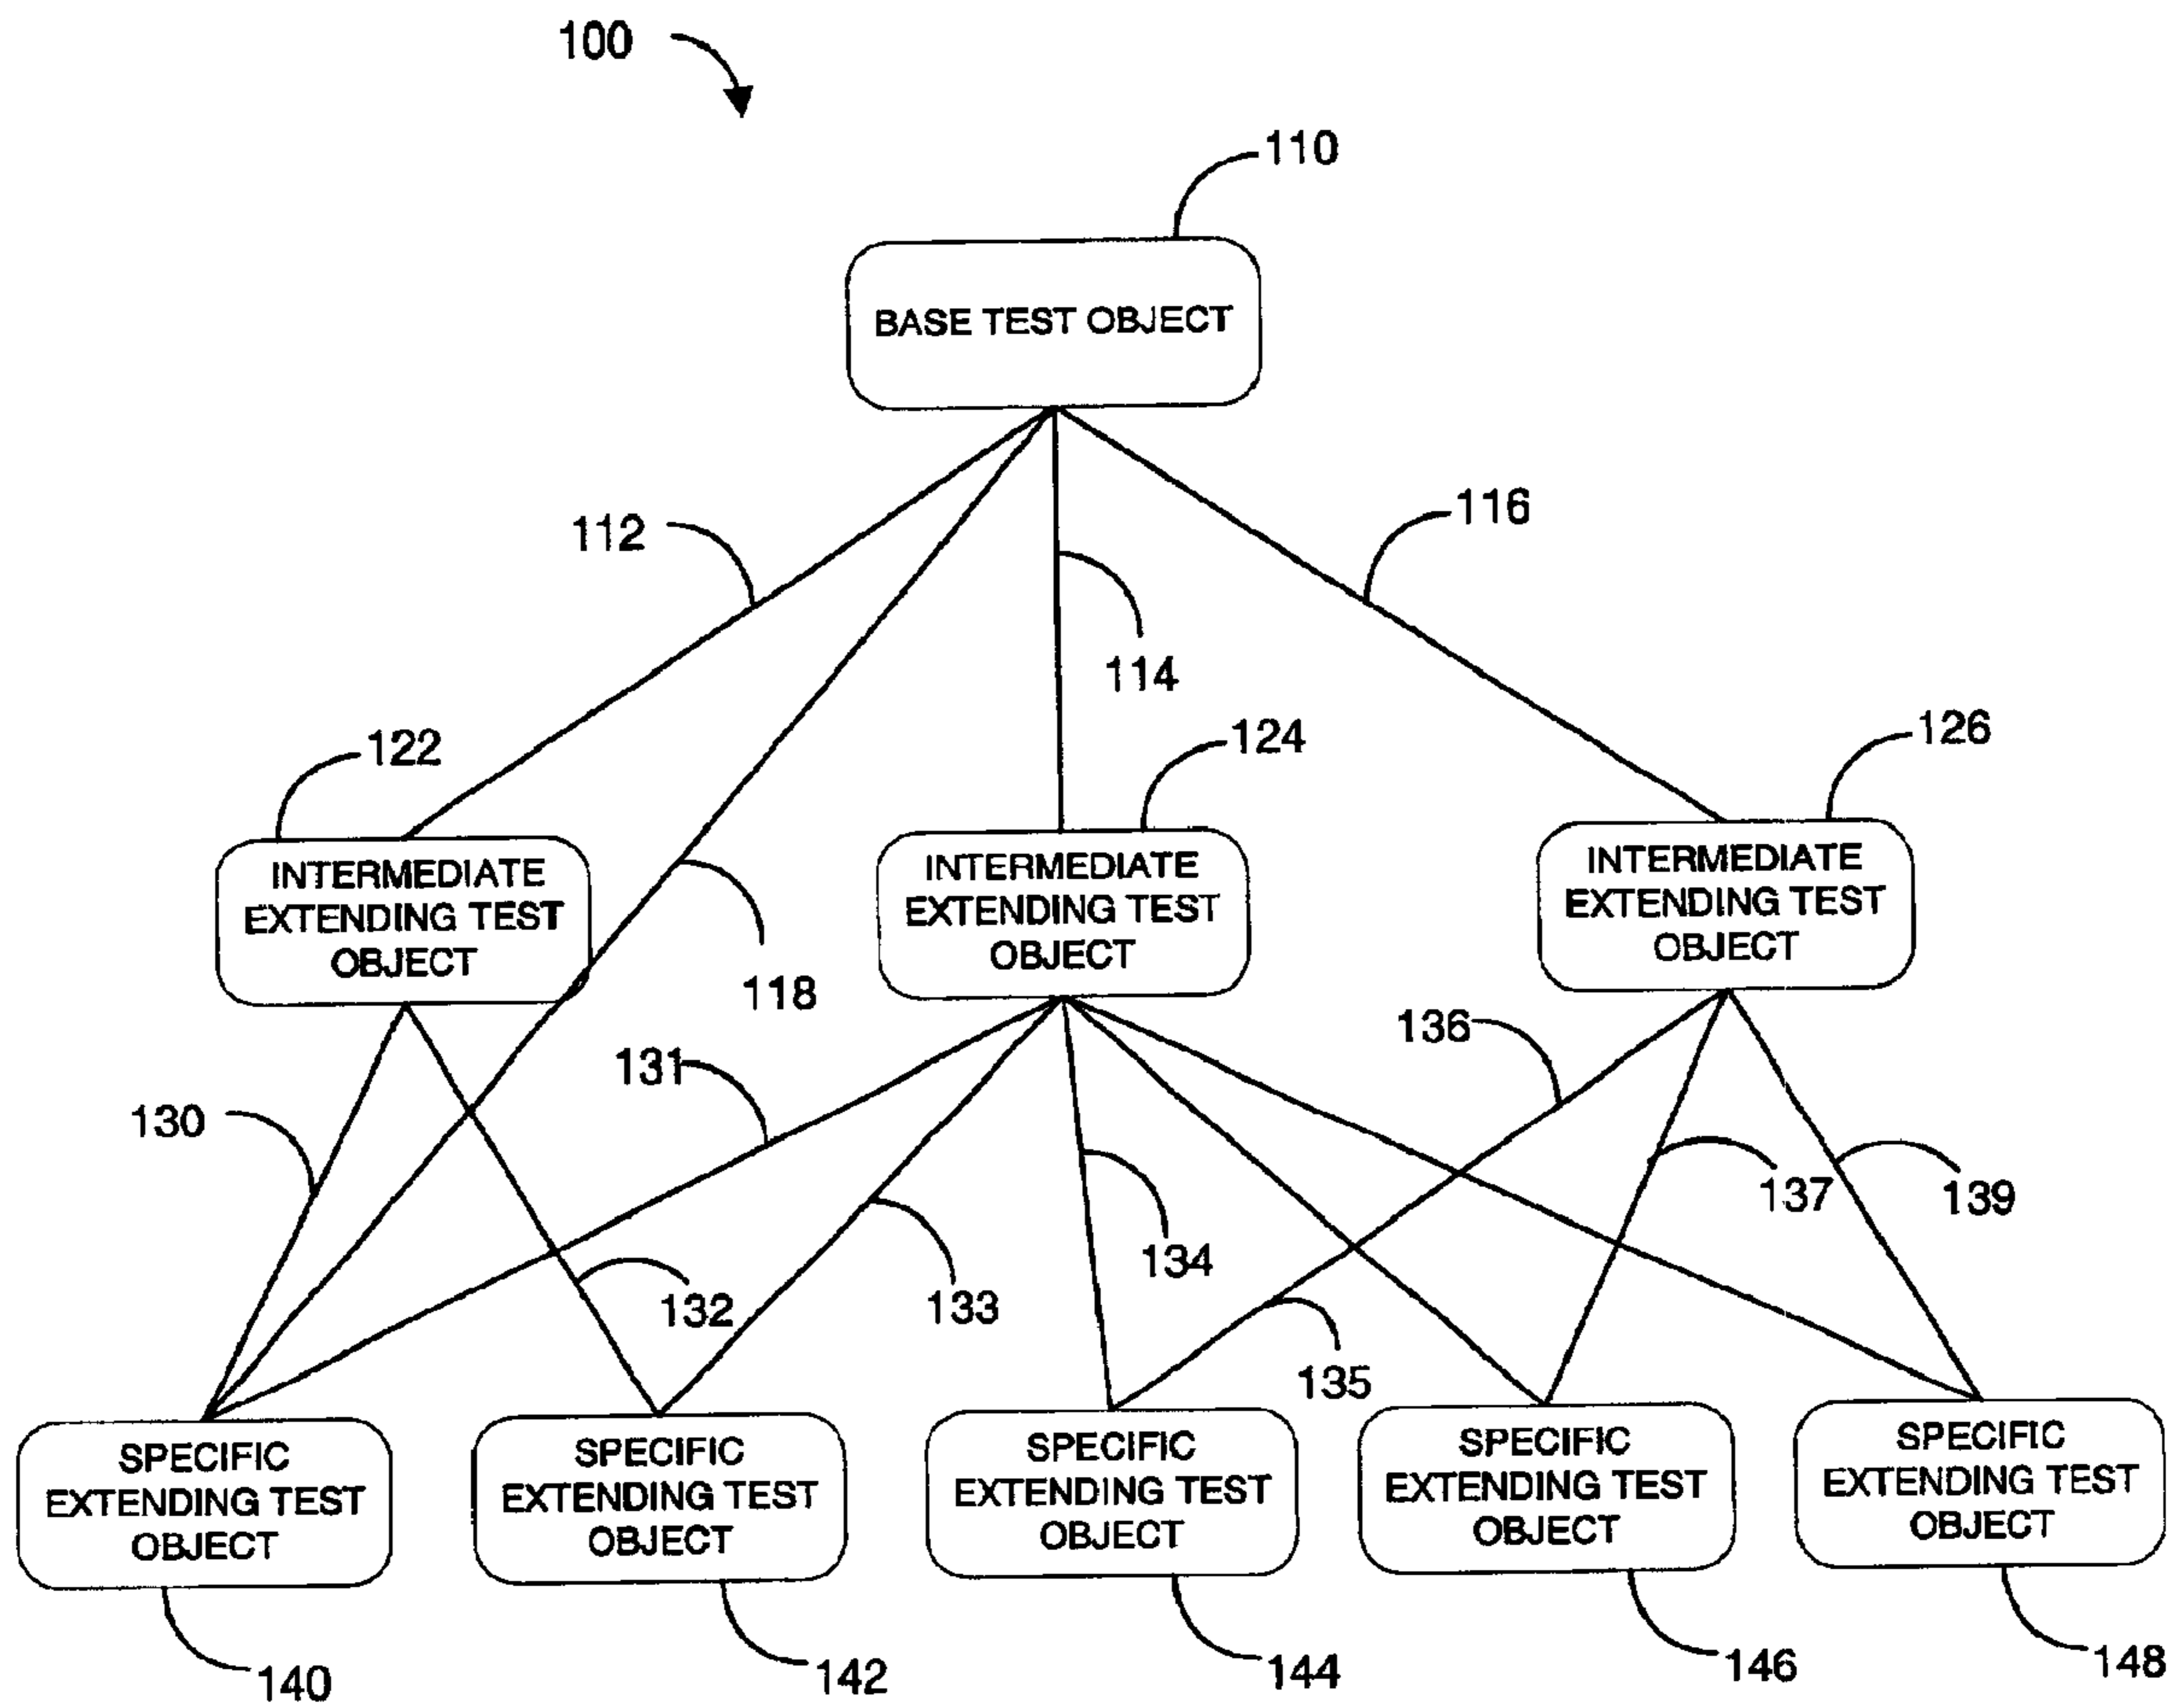 100
110
BASE TEST OBJECT
112
116
114
122
124
126
INTERMEDIATE
EXTENDING TEST
OBJECT
INTERMEDIATE
EXTENDING TEST
OBJECT
INTERMEDIATE
EXTENDING TEST
OBJECT
118
136
131
130
137
139
134
132
133
135
SPECIFIC
EXTENDING TEST
OBJECT
SPECIFIC
EXTENDING TEST
OBJECT
SPECIFIC
EXTENDING TEST
OBJECT
SPECIFIC
EXTENDING TEST
OBJECT
SPECIFIC
EXTENDING TEST
OBJECT
140
142
144
146
148